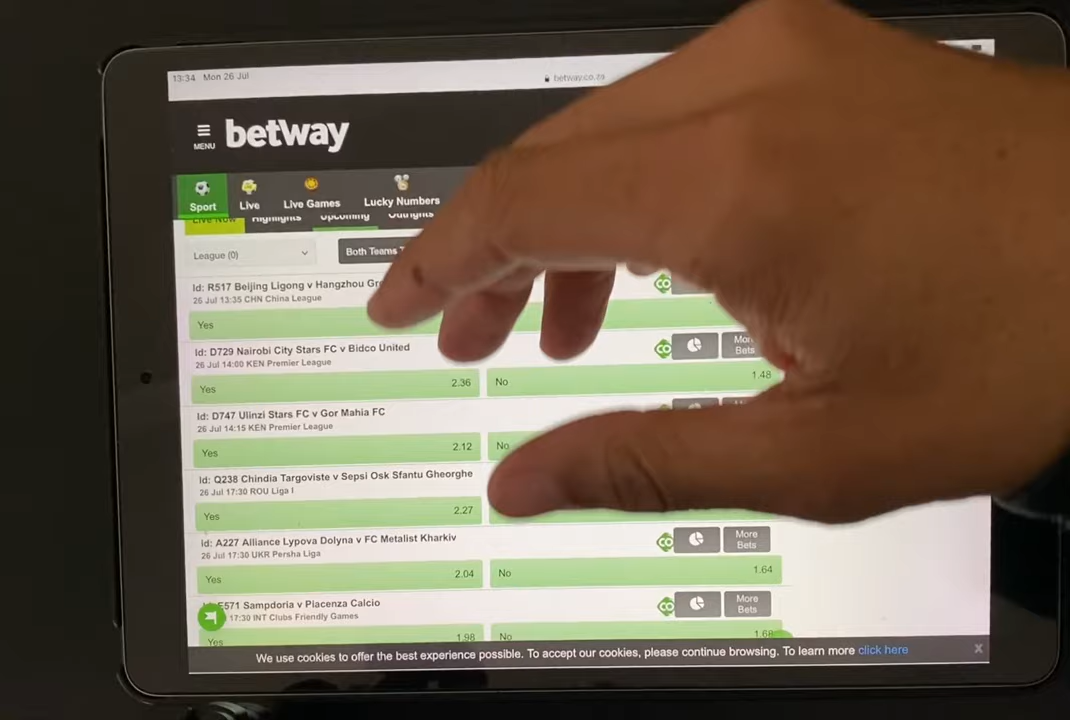 13:34 Mon 26 Jul
betway.co.za
MENU
betway
Sport
Live
Live Games
Lucky Numbers
Live Now
Highlights
Upcoming
Outrights
League (0)
Both Teams
Id: R517 Beijing Ligong v Hangzhou
26 Jul 13:35 CHN China League
Yes
Id: D729 Nairobi City Stars FC v Bidco United
26 Jul 14:00 KEN Premier League
CO
Bets
Yes 2.36
No 1.48
Id: D747 Ulinzi Stars FC v Gor Mahia FC
26 Jul 14:15 KEN Premier League
Yes 2.12
No
Id: Q238 Chindia Targoviste v Sepsi Osk Sfantu Gheorghe
26 Jul 17:30 ROU Liga I
Yes 2.27
Id: A227 Alliance Lypova Dolyna v FC Metalist Kharkiv
26 Jul 17:30 UKR Persha Liga
CO
More
Bets
Yes 2.04
No 1.64
571 Sampdoria v Piacenza Calcio
17:30 INT Clubs Friendly Games
CO
More
Bets
Yes 1.98
No 1.68
We use cookies to offer the best experience possible. To accept our cookies, please continue browsing. To learn more click here
X